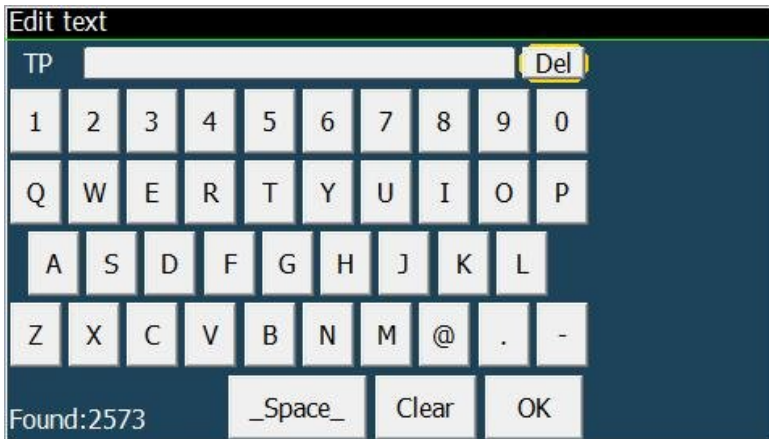 Edit text
TP Del
1 2 3 4 5 6 7 8 9 0
Q W E R T Y U I O P
A S D F G H J K L
Z X C V B N M @ . -
Found:2573 _Space_ Clear OK